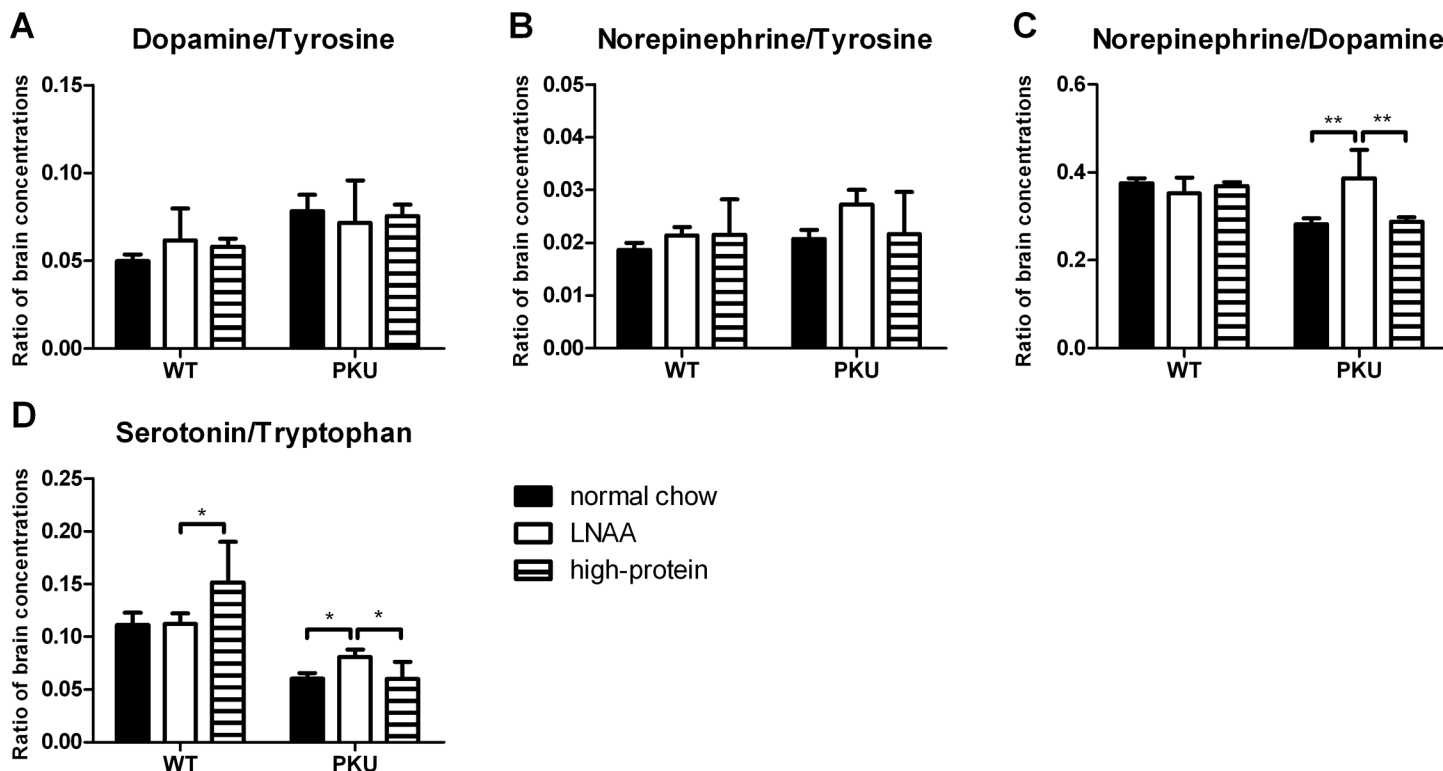 A
Dopamine/Tyrosine
Ratio of brain concentrations
0.15
0.10
0.05
0.00
WT
PKU
B
Norepinephrine/Tyrosine
Ratio of brain concentrations
0.05
0.04
0.03
0.02
0.01
0.00
WT
PKU
C
Norepinephrine/Dopamine
Ratio of brain concentrations
0.6
0.4
0.2
0.0
**
**
WT
PKU
D
Serotonin/Tryptophan
Ratio of brain concentrations
0.25
0.20
0.15
0.10
0.05
0.00
*
*
*
WT
PKU
normal chow
LNAA
high-protein